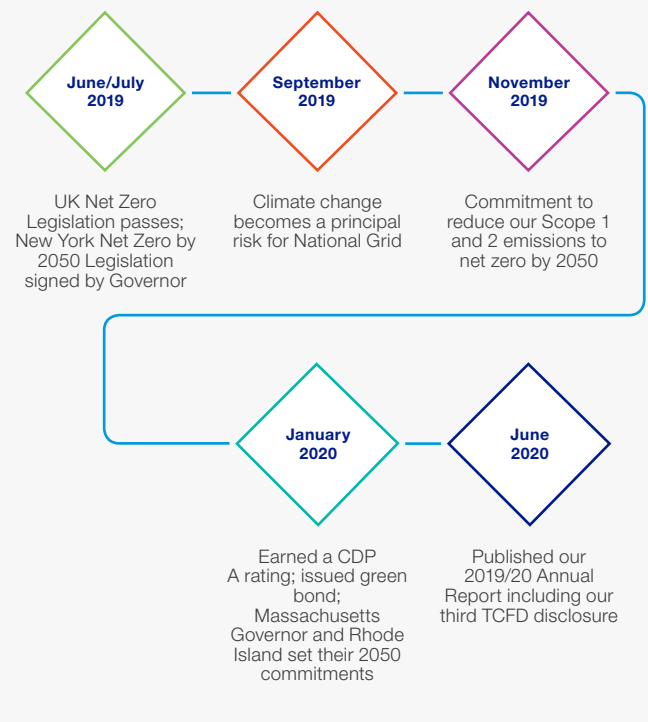 June/July
2019
UK Net Zero
Legislation passes;
New York Net Zero by
2050 Legislation
signed by Governor
September
2019
Climate change
becomes a principal
risk for National Grid
November
2019
Commitment to
reduce our Scope 1
and 2 emissions to
net zero by 2050
January
2020
Earned a CDP
A rating; issued green
bond;
Massachusetts
Governor and Rhode
Island set their 2050
commitments
June
2020
Published our
2019/20 Annual
Report including our
third TCFD disclosure